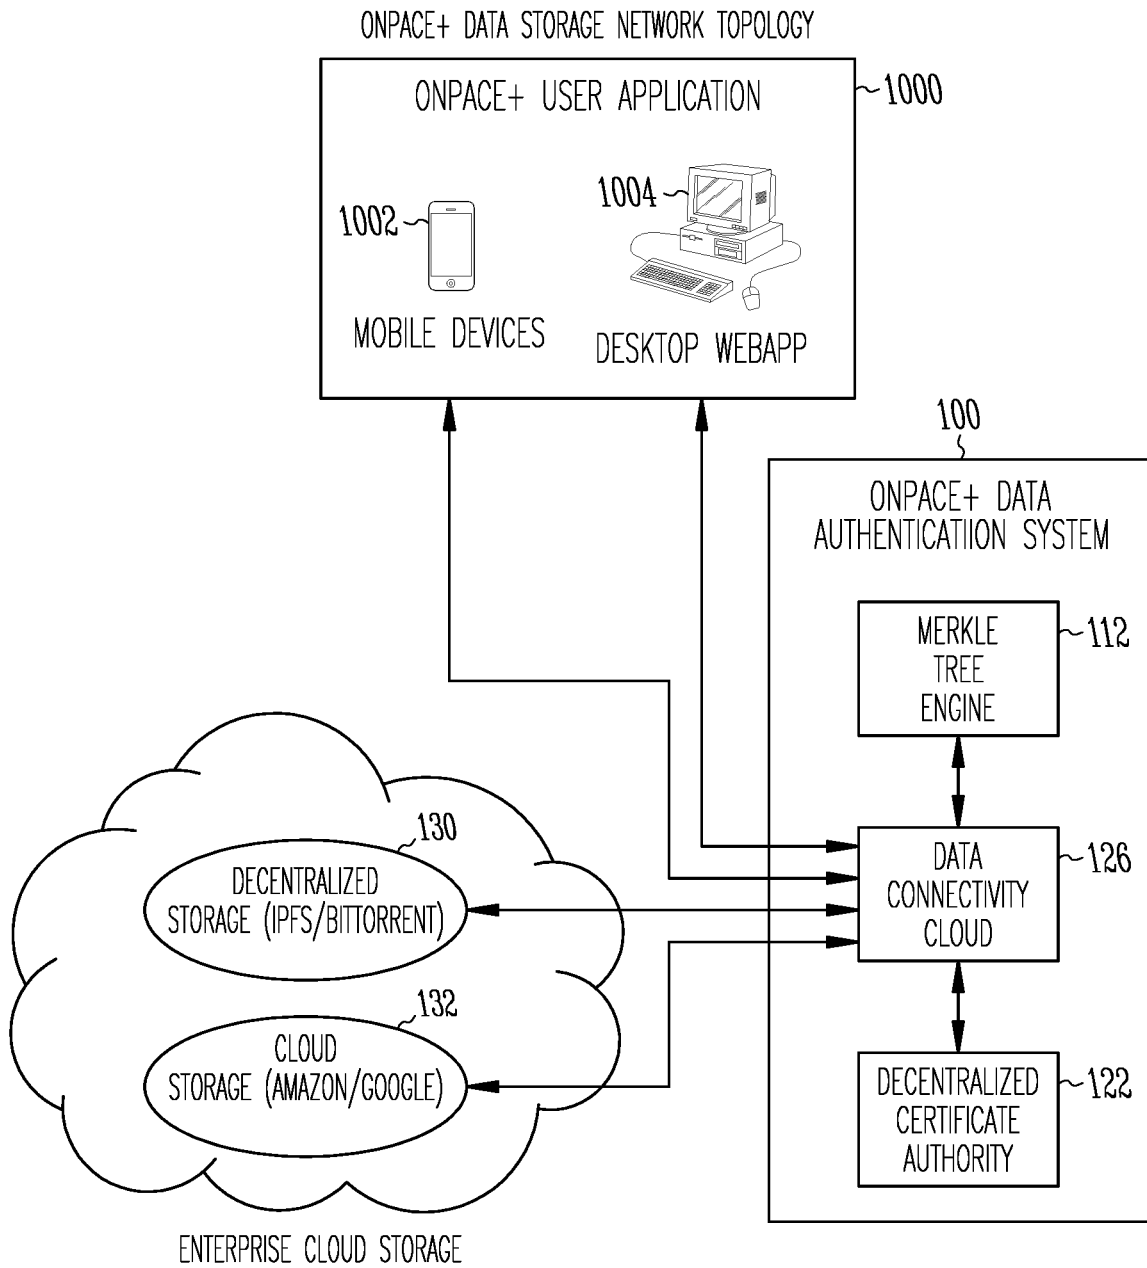 ONPACE+ DATA STORAGE NETWORK TOPOLOGY
ONPACE+ USER APPLICATION
1000
1002
1004
MOBILE DEVICES
DESKTOP WEBAPP
100
ONPACE+ DATA
AUTHENTICATIION SYSTEM
MERKLE
TREE
ENGINE
112
130
DECENTRALIZED
STORAGE (IPFS/BITTORRENT)
DATA
CONNECTIVITY
CLOUD
126
132
CLOUD
STORAGE (AMAZON/GOOGLE)
DECENTRALIZED
CERTIFICATE
AUTHORITY
122
ENTERPRISE CLOUD STORAGE